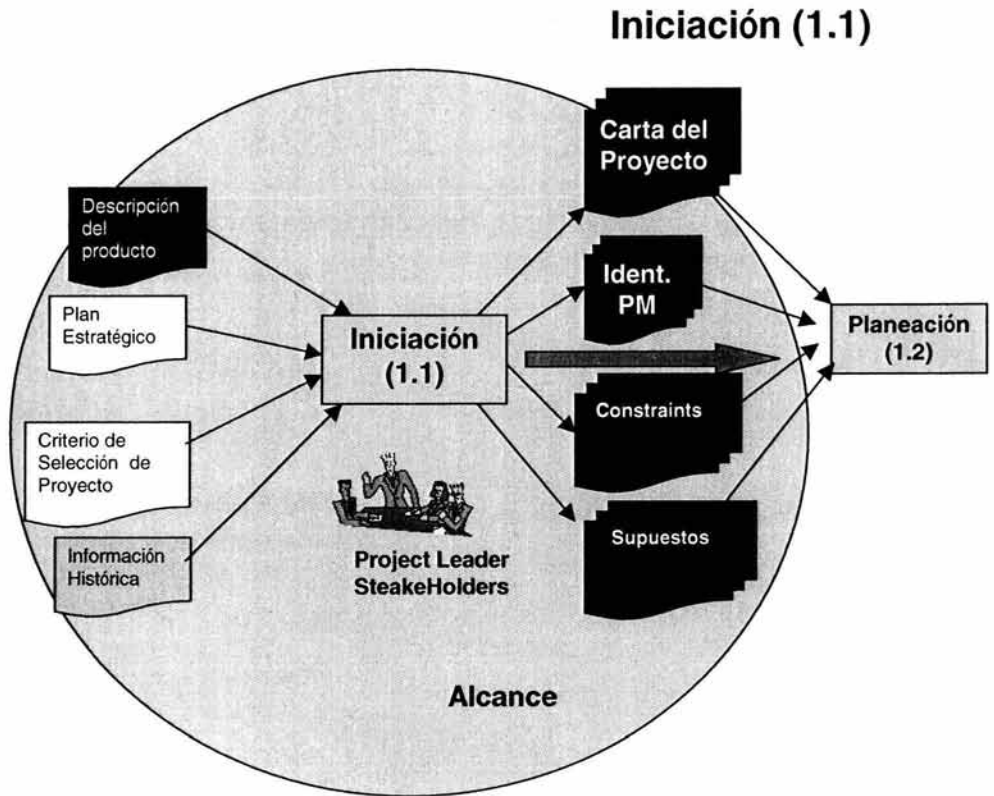 Iniciación (1.1)
Carta del
Proyecto
Descripción
del
producto
Ident.
PM
Plan
Estratégico
Iniciación
(1.1)
Planeación
(1.2)
Constraints
Criterio de
Selección de
Proyecto
Supuestos
Información
Histórica
Project Leader
SteakeHolders
Alcance